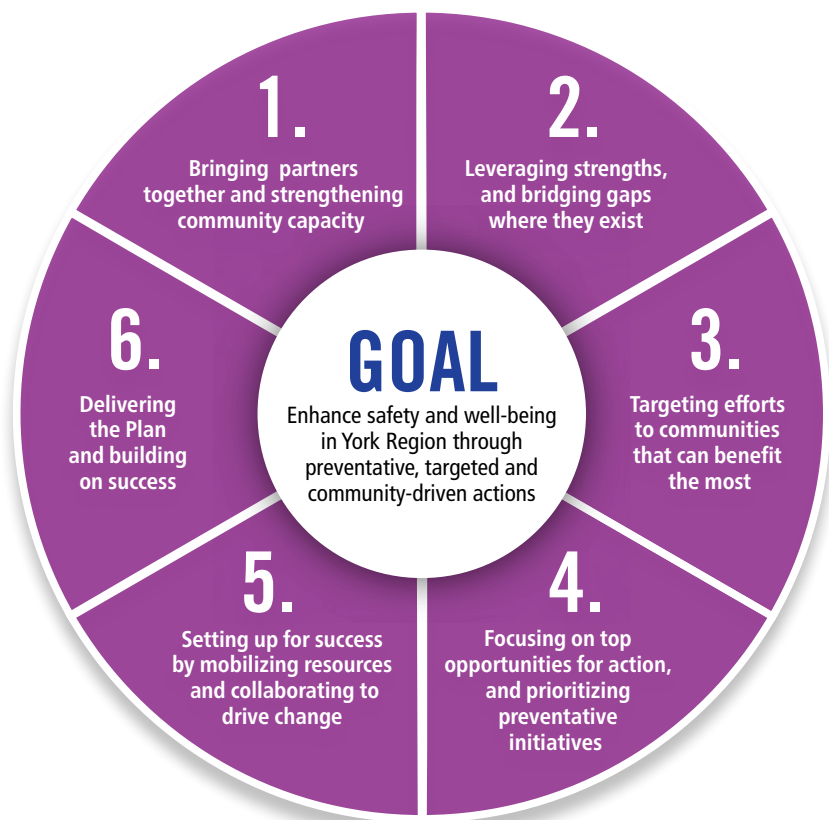 1.
Bringing partners
together and strengthening
community capacity
2.
Leveraging strengths,
and bridging gaps
where they exist
3.
Targeting efforts
to communities
that can benefit
the most
4.
Focusing on top
opportunities for action,
and prioritizing
preventative
initiatives
5.
Setting up for success
by mobilizing resources
and collaborating to
drive change
6.
Delivering
the Plan
and building
on success
GOAL
Enhance safety and well-being
in York Region through
preventative, targeted and
community-driven actions